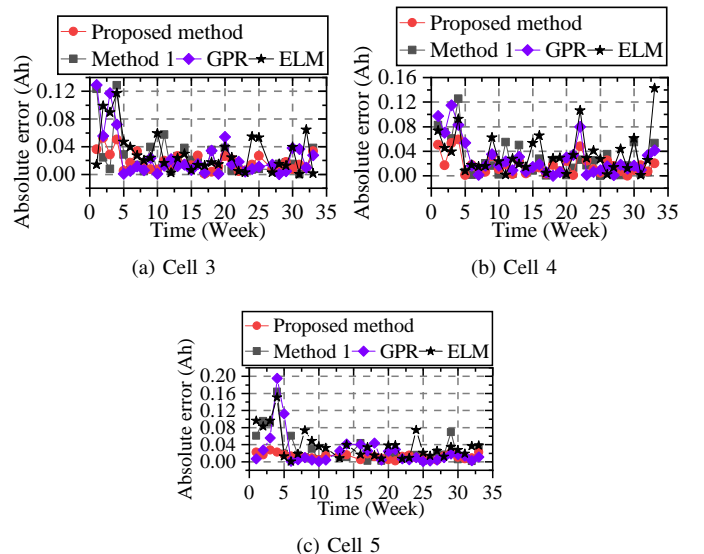 Proposed method
Method 1 GPR ELM
Absolute error (Ah)
0.12
0.08
0.04
0.00
0 5 10 15 20 25 30 35
Time (Week)
(a) Cell 3
Proposed method
Method 1 GPR ELM
Absolute error (Ah)
0.16
0.12
0.08
0.04
0.00
0 5 10 15 20 25 30 35
Time (Week)
(b) Cell 4
Proposed method
Method 1 GPR ELM
Absolute error (Ah)
0.20
0.16
0.12
0.08
0.04
0.00
0 5 10 15 20 25 30 35
Time (Week)
(c) Cell 5